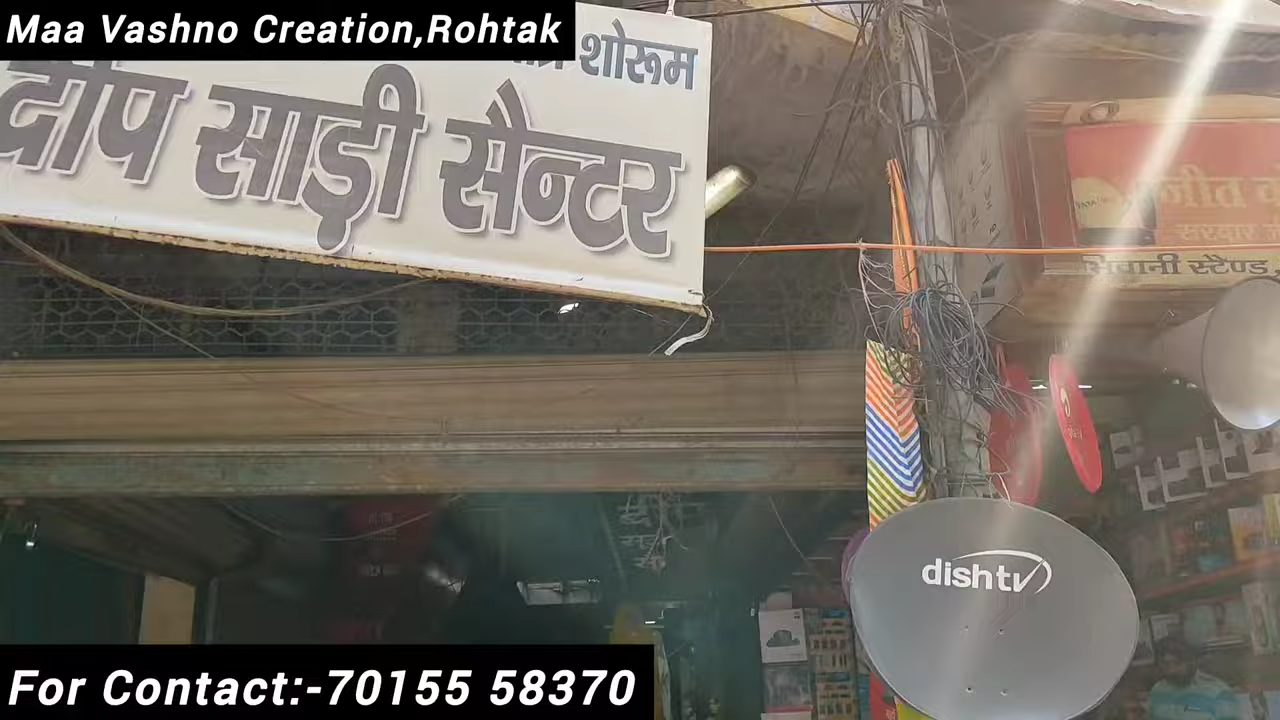 Maa Vashno Creation,Rohtak
शोरूम
दीप साड़ी सैन्टर
भिवानी स्टैण्ड
dishtv
For Contact:-70155 58370